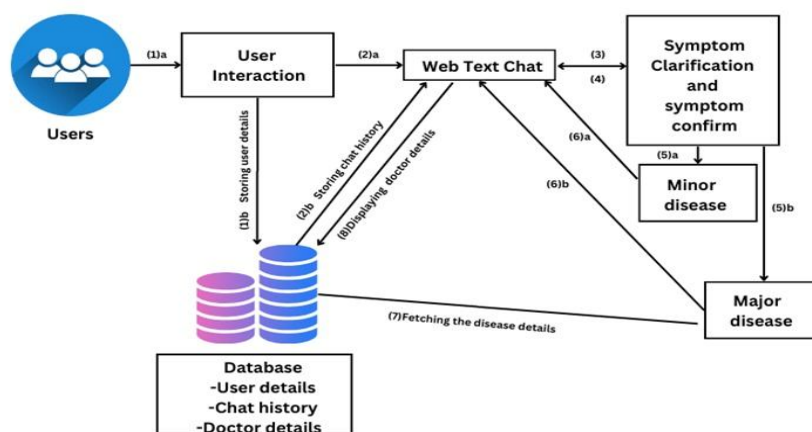 Users
(1)a
User
Interaction
(2)a
Web Text Chat
(3)
(4)
Symptom
Clarification
and
symptom
confirm
(5)a
Minor
disease
(6)a
(5)b
(6)b
Major
disease
(1)b Storing user details
(2)b Storing chat history
(8)Displaying doctor details
(7)Fetching the disease details
Database
-User details
-Chat history
-Doctor details